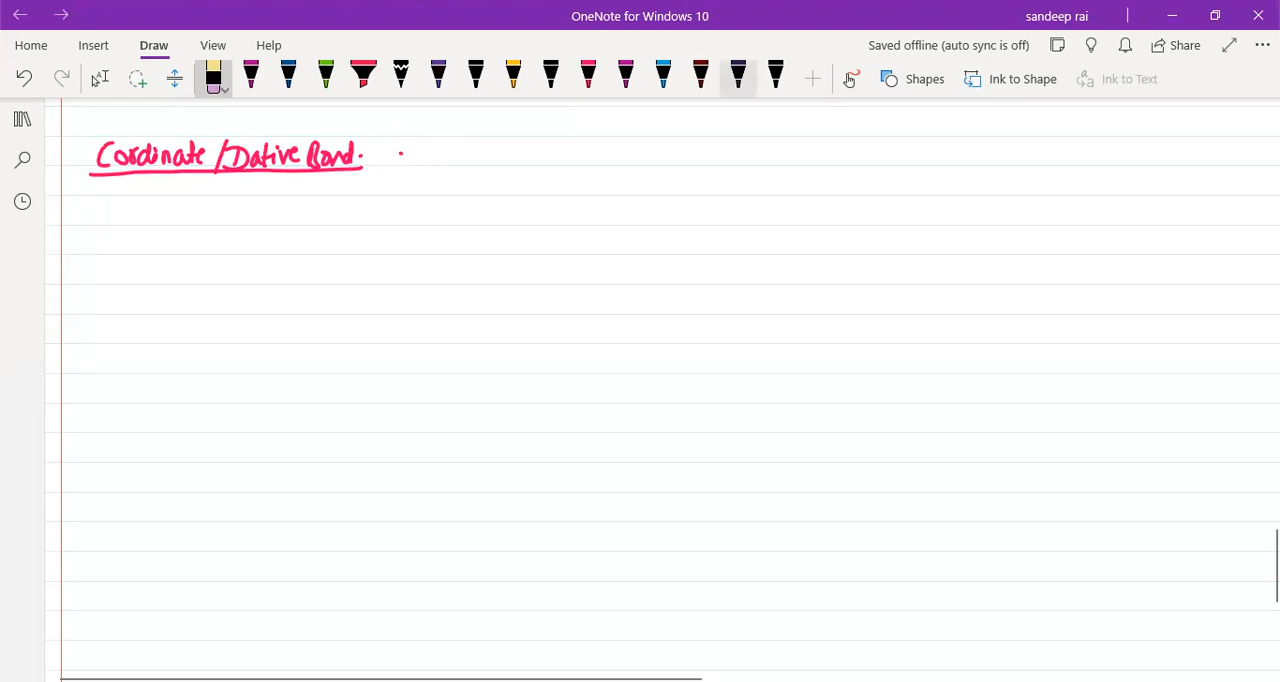 OneNote for Windows 10
sandeep rai
Home Insert Draw View Help
Saved offline (auto sync is off) Share
Shapes Ink to Shape Ink to Text
Cordinate / Dative Bond.